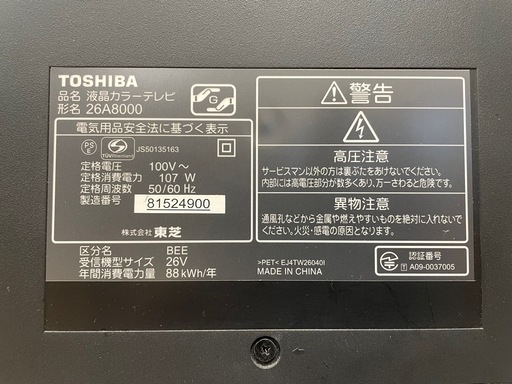 TOSHIBA
品名 液晶カラーテレビ
形名 26A8000
電気用品安全法に基づく表示
PS
E
TÜVRheinland
JS50135163
定格電圧 100V～
定格消費電力 107 W
定格周波数 50/60 Hz
製造番号 81524900
株式会社 東芝
区分 BEE
受信機型サイズ 26V
年間消費電力量 88kWh/年
警告
高圧注意
サービスマン以外の方は裏ぶたをあけないでください。
内部には高電圧部分が数多くあり、万一さわると危険です。
異物注意
通風孔などから金属や燃えやすいものを絶対に入れないで
ください。火災・感電の原因となります。
>PET< EJ4TW26040I
MADE IN CHINA
認証番号
T A09-0037005